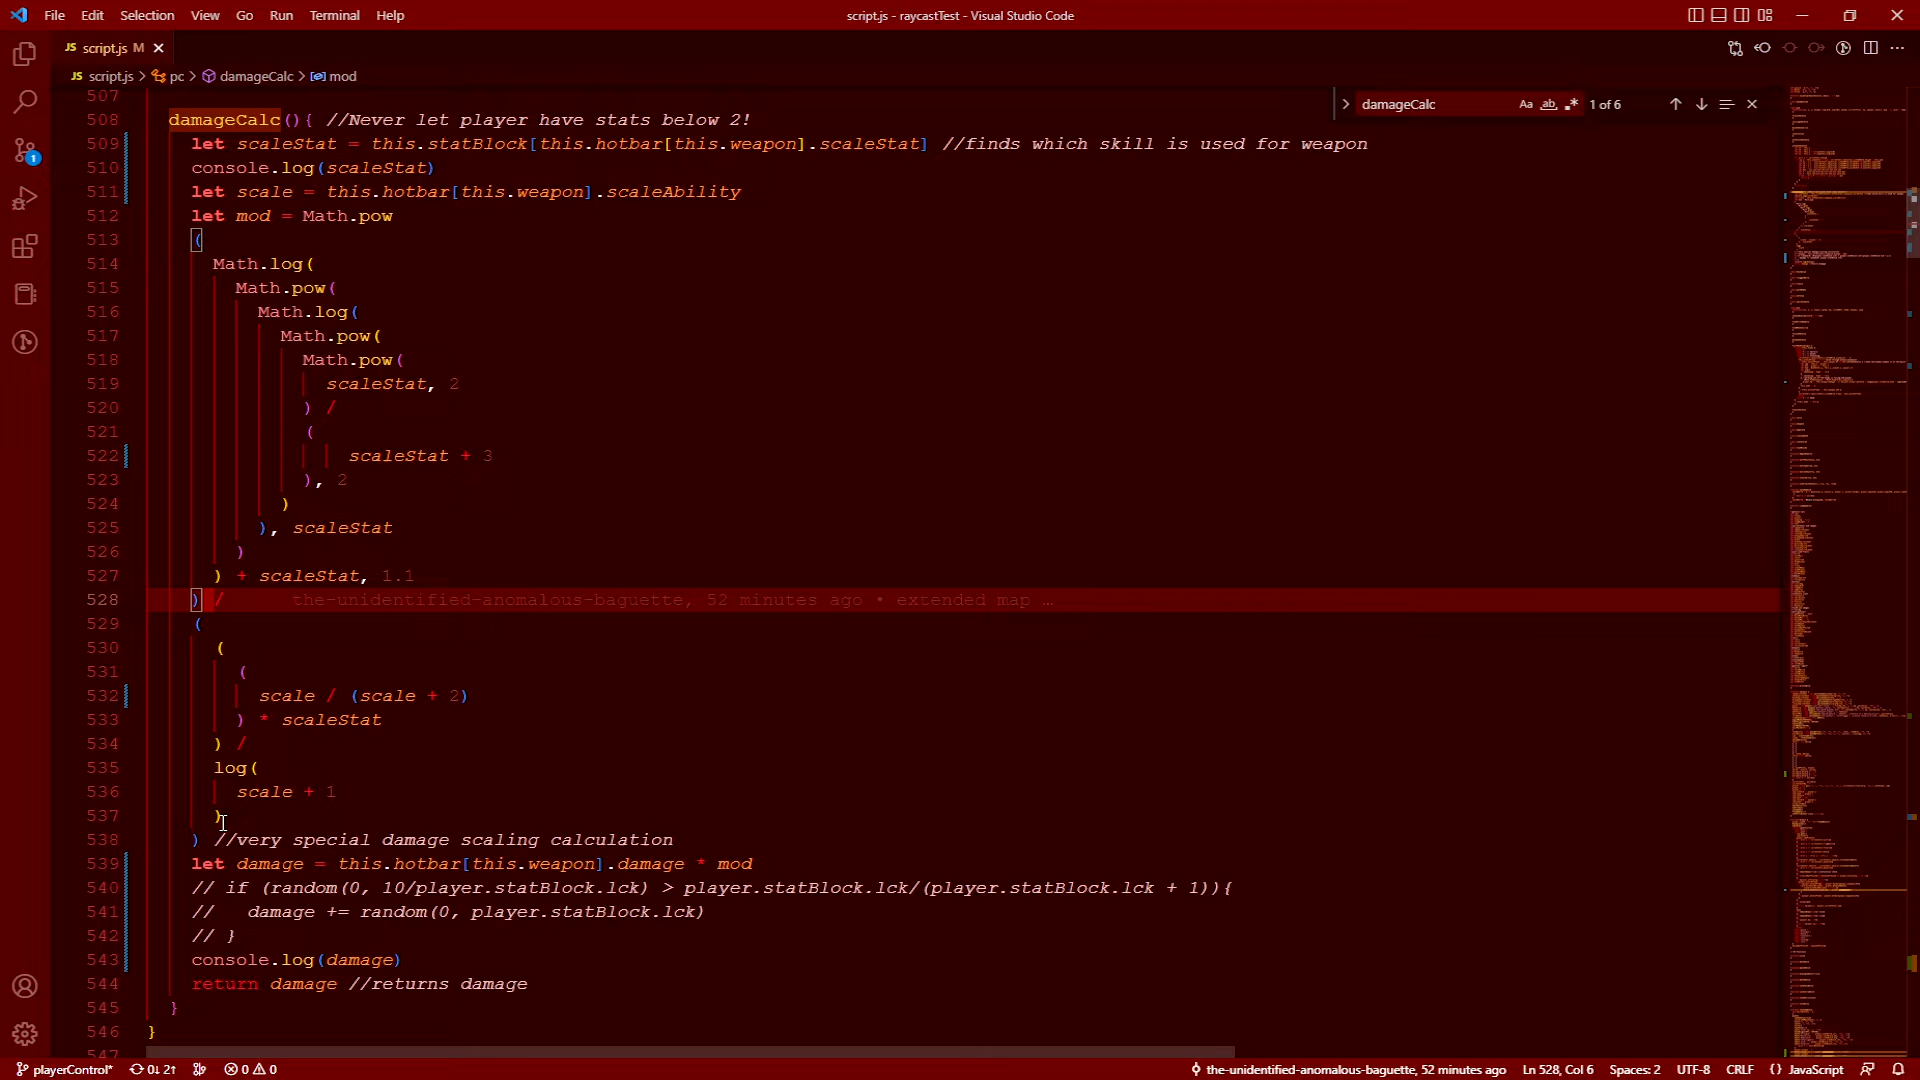 File Edit Selection View Go Run Terminal Help script.js - raycastTest - Visual Studio Code
JS script.js M
JS script.js > pc > damageCalc > mod
507
damageCalc Aa ab 1 of 6
508 damageCalc(){ //Never let player have stats below 2!
509 let scaleStat = this.statBlock[this.hotbar[this.weapon].scaleStat] //finds which skill is used for weapon
510 console.log(scaleStat)
511 let scale = this.hotbar[this.weapon].scaleAbility
512 let mod = Math.pow
513 (
514 Math.log(
515 Math.pow(
516 Math.log(
517 Math.pow(
518 Math.pow(
519 scaleStat, 2
520 ) /
521 (
522 scaleStat + 3
523 ), 2
524 )
525 ), scaleStat
526 )
527 ) + scaleStat, 1.1
528 ) / the-unidentified-anomalous-baguette, 52 minutes ago • extended map …
529 (
530 (
531 (
532 scale / (scale + 2)
533 ) * scaleStat
534 ) /
535 log(
536 scale + 1
537 )
538 ) //very special damage scaling calculation
539 let damage = this.hotbar[this.weapon].damage * mod
540 // if (random(0, 10/player.statBlock.lck) > player.statBlock.lck/(player.statBlock.lck + 1)){
541 //   damage += random(0, player.statBlock.lck)
542 // }
543 console.log(damage)
544 return damage //returns damage
545 }
546 }
547
playerControl* 0↓ 2↑ 0 0 the-unidentified-anomalous-baguette, 52 minutes ago Ln 528, Col 6 Spaces: 2 UTF-8 CRLF {} JavaScript